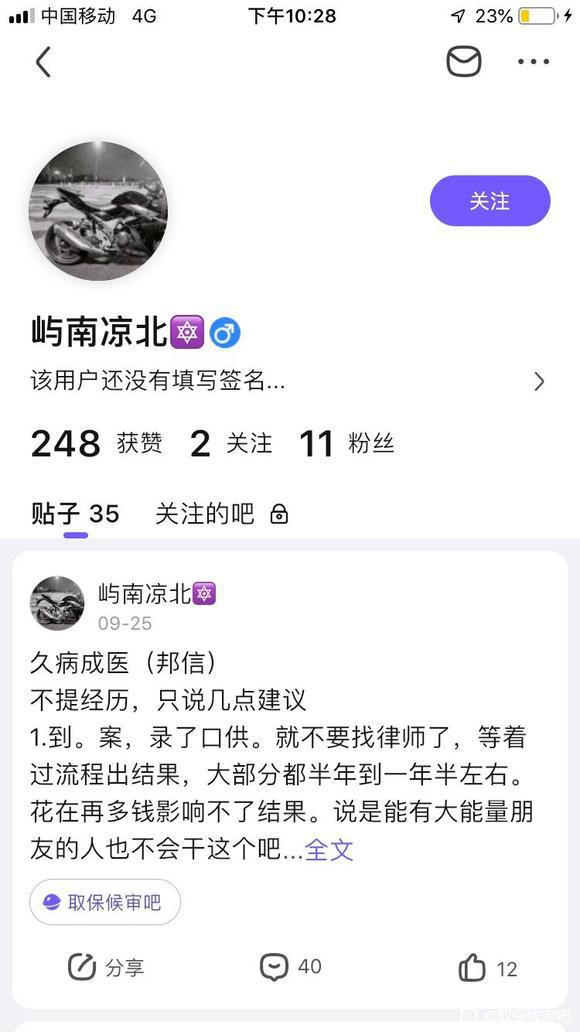 中国移动 4G 下午10:28 23%
关注
屿南凉北🔯♂
该用户还没有填写签名...
248 获赞 2 关注 11 粉丝
贴子 35 关注的吧
屿南凉北🔯
09-25
久病成医（邦信）
不提经历，只说几点建议
1.到。案，录了口供。就不要找律师了，等着
过流程出结果，大部分都半年到一年半左右。
花在再多钱影响不了结果。说是能有大能量朋
友的人也不会干这个吧...全文
取保候审吧
分享 40 12
@取保候审吧